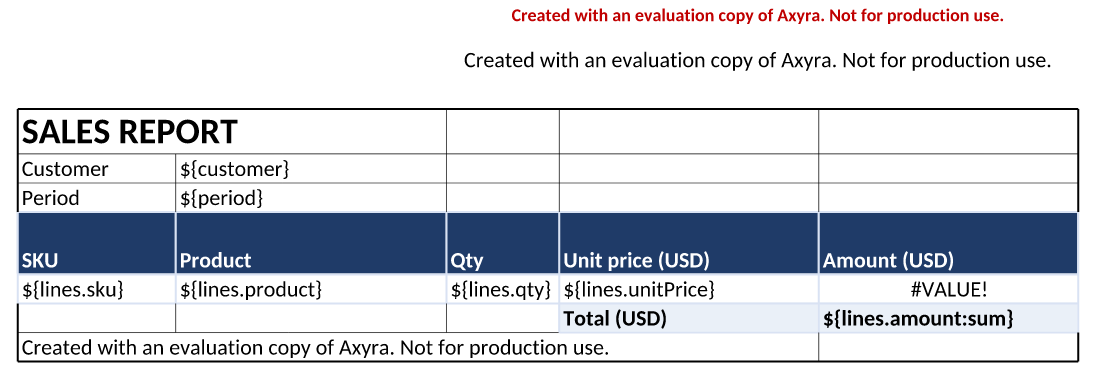 Created with an evaluation copy of Axyra. Not for production use.
Created with an evaluation copy of Axyra. Not for production use.
SALES REPORT
Customer ${customer}
Period ${period}
SKU Product Qty Unit price (USD) Amount (USD)
${lines.sku} ${lines.product} ${lines.qty} ${lines.unitPrice} #VALUE!
Total (USD) ${lines.amount:sum}
Created with an evaluation copy of Axyra. Not for production use.